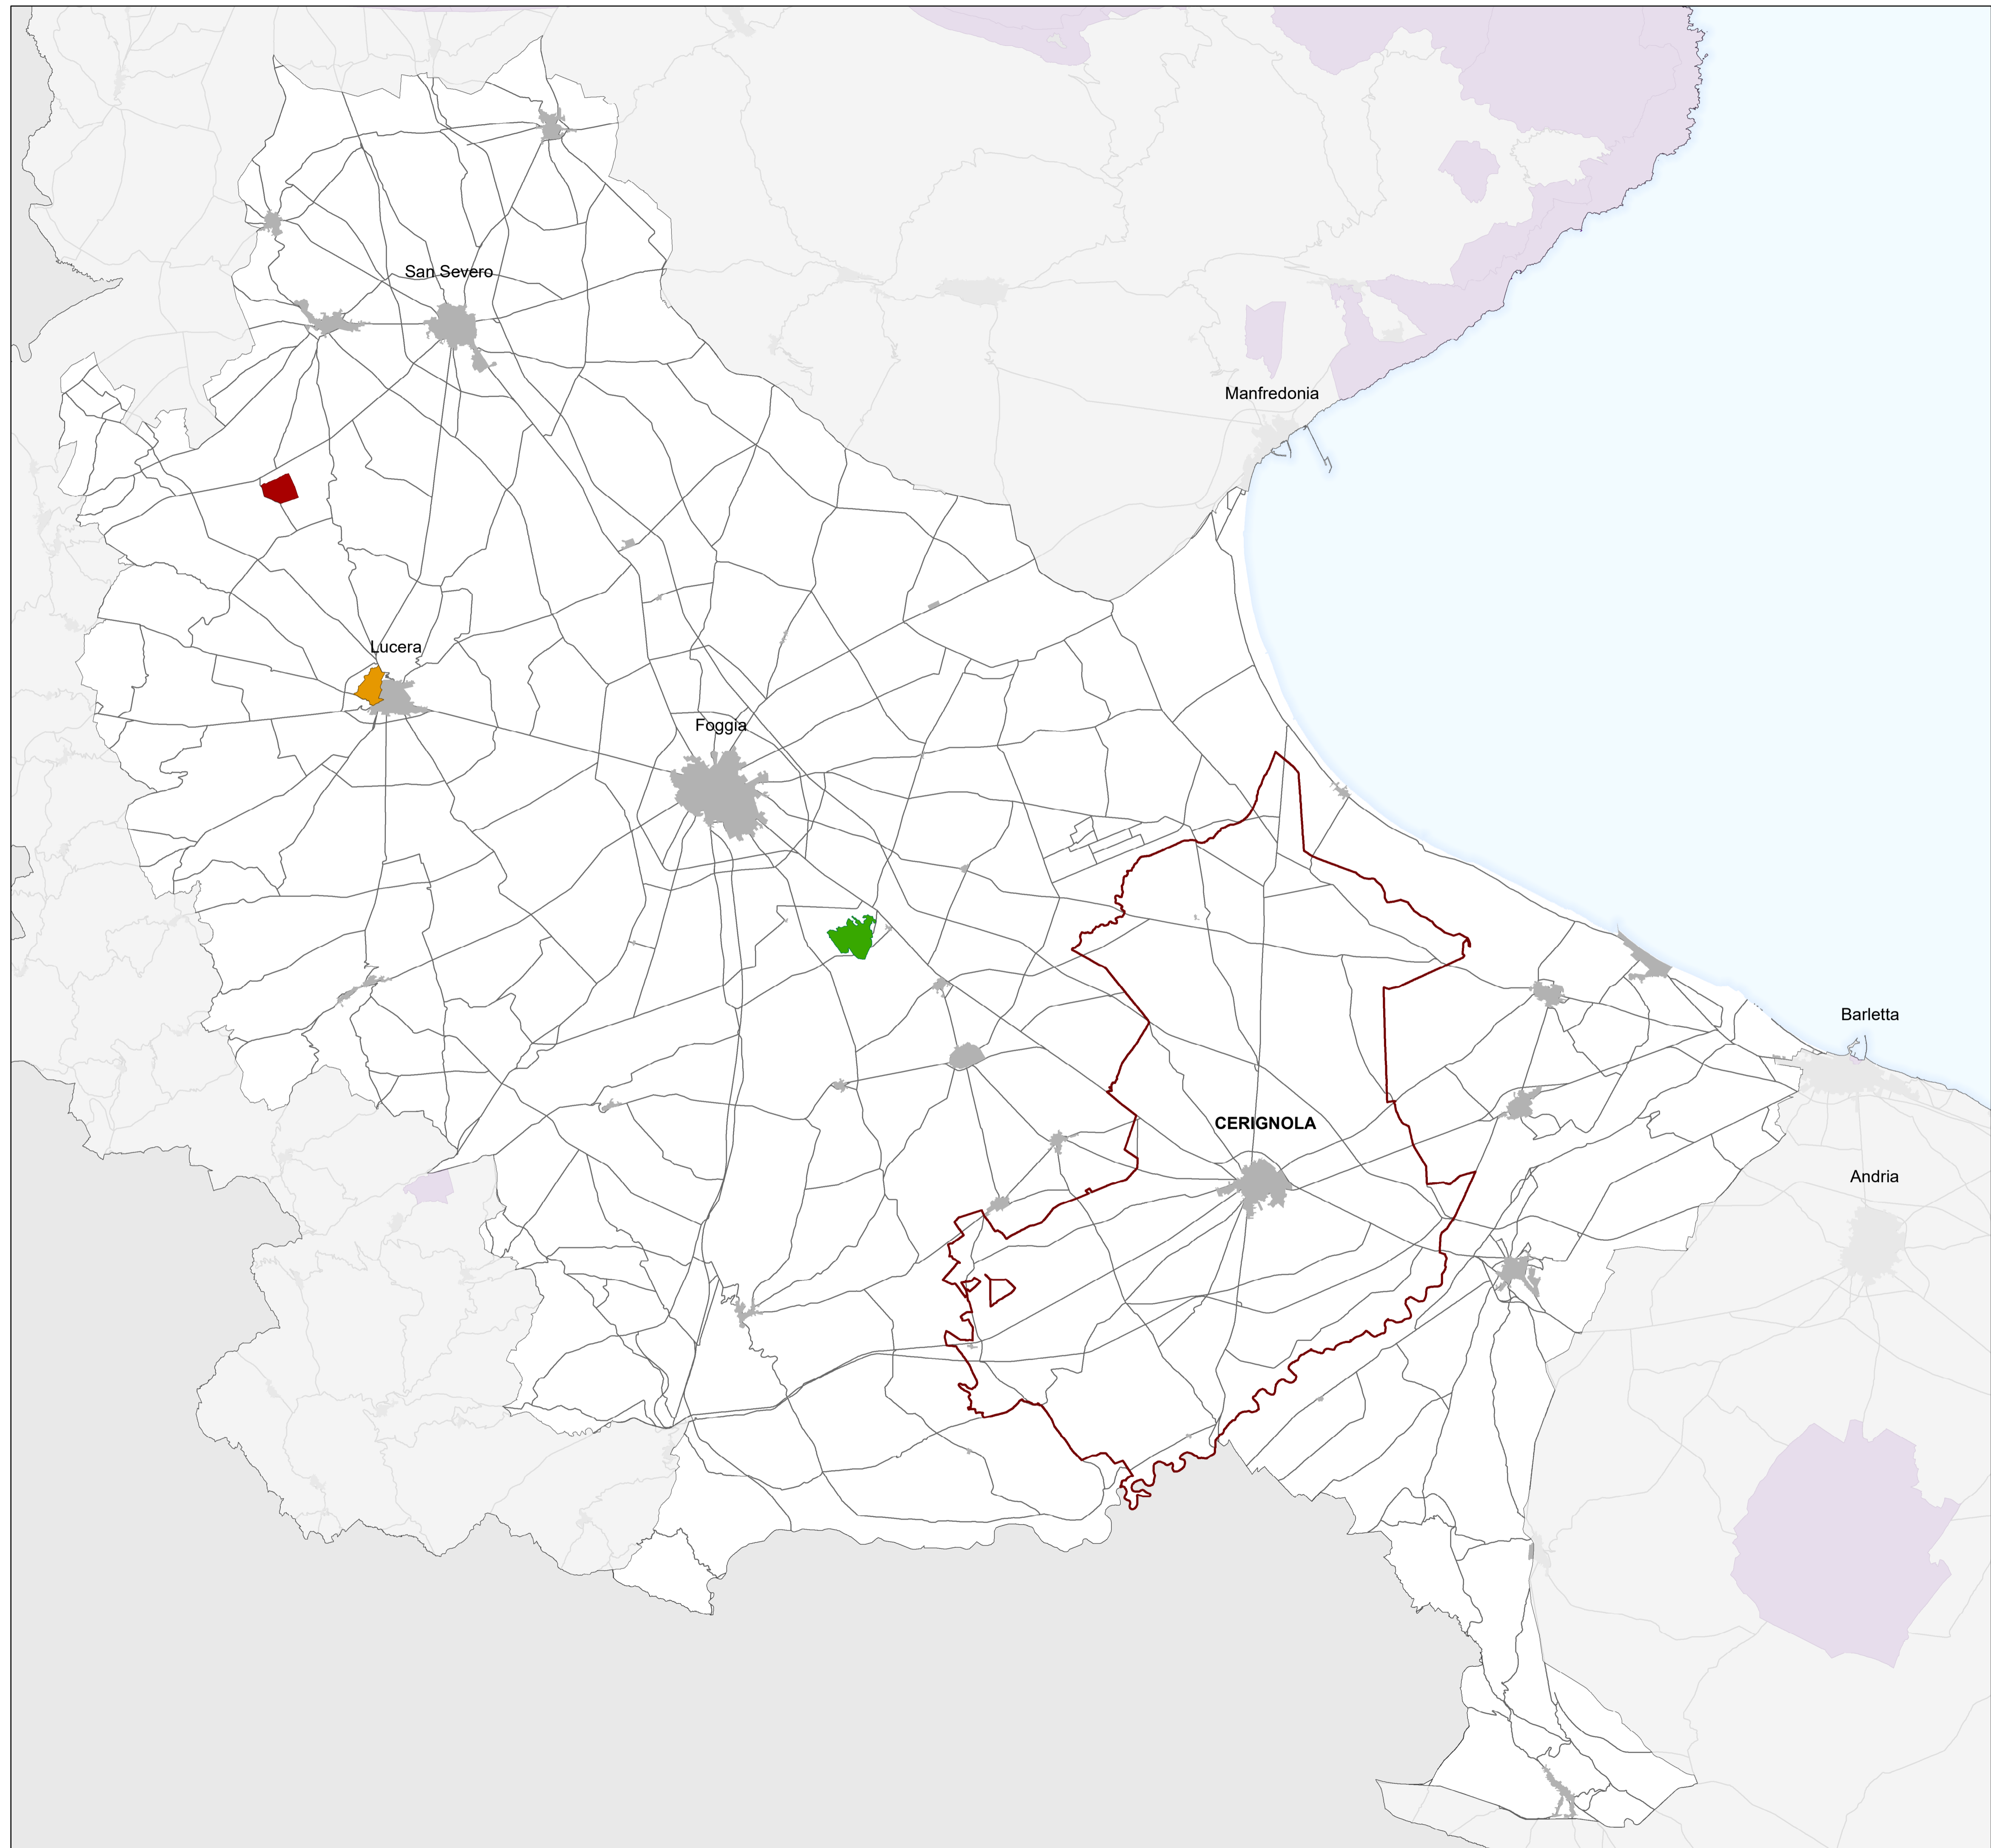 San Severo
Manfredonia
Lucera
Foggia
Barletta
CERIGNOLA
Andria